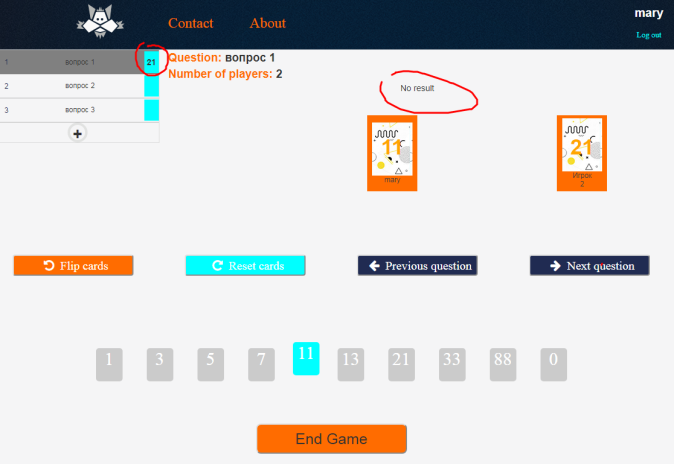 Contact About mary
Log out
1 вопрос 1 21
2 вопрос 2
3 вопрос 3
Question: вопрос 1
Number of players: 2
No result
11
mary
21
Игрок
2
Flip cards Reset cards Previous question Next question
1 3 5 7 11 13 21 33 88 0
End Game